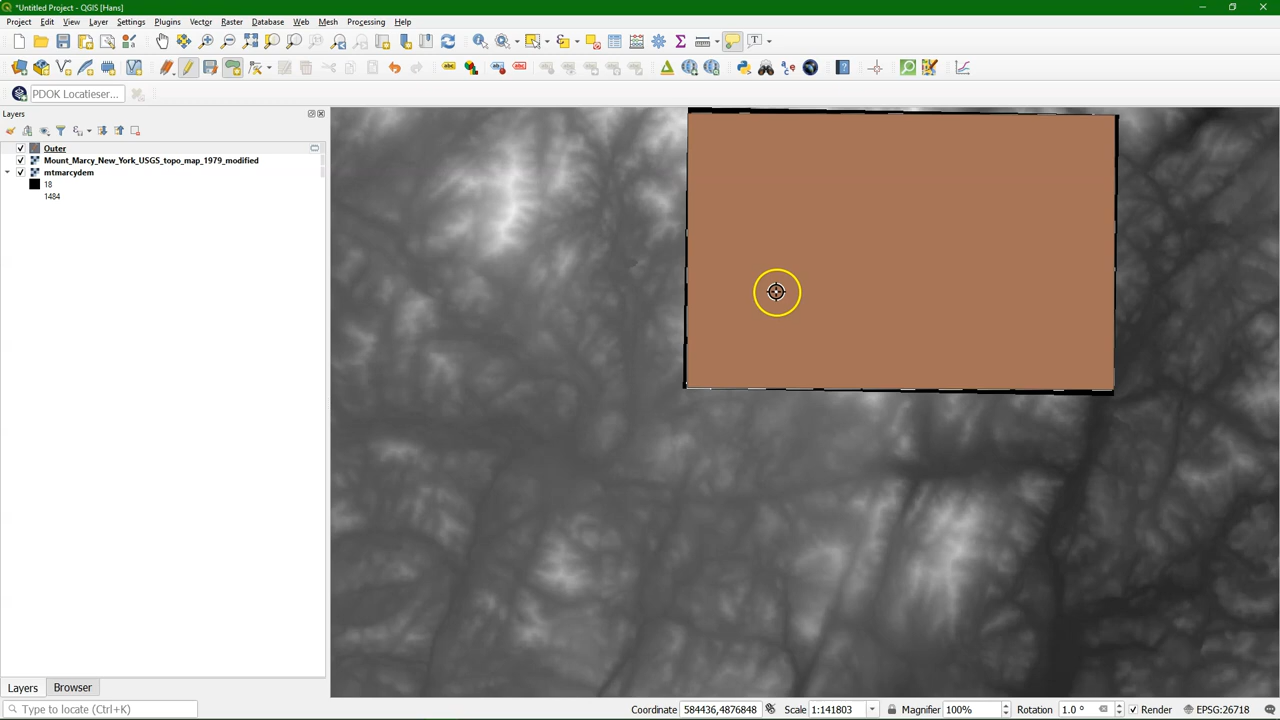 *Untitled Project - QGIS [Hans]
Project Edit View Layer Settings Plugins Vector Raster Database Web Mesh Processing Help
PDOK Locatieser...
Layers
Outer
Mount_Marcy_New_York_USGS_topo_map_1979_modified
mtmarcydem
18
1484
Layers Browser
Type to locate (Ctrl+K) Coordinate 584436,4876848 Scale 1:141803 Magnifier 100% Rotation 1.0 ° Render EPSG:26718